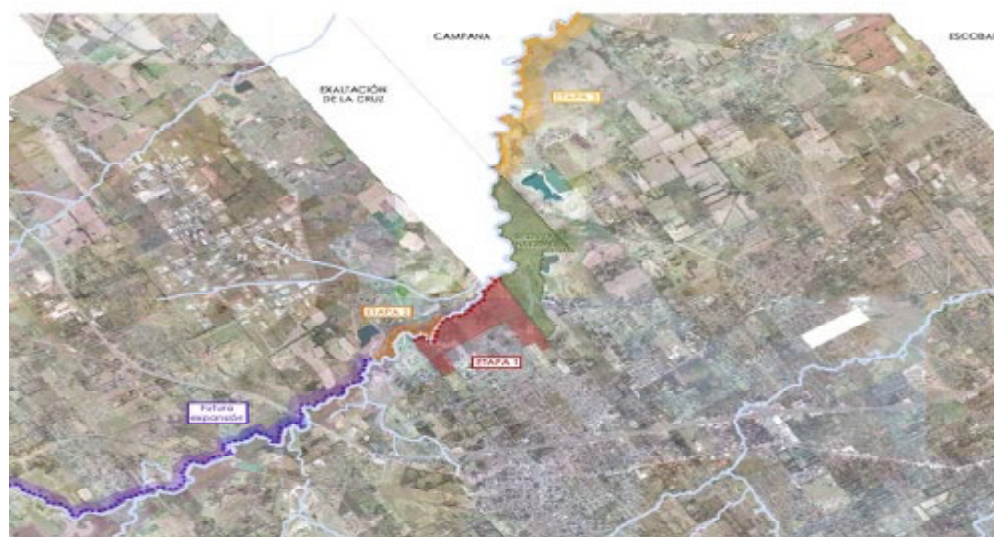 CAMPANA
ESCOBAR
EXALTACIÓN
DE LA CRUZ
ETAPA 3
ETAPA 2
ETAPA 1
Futura
expansión